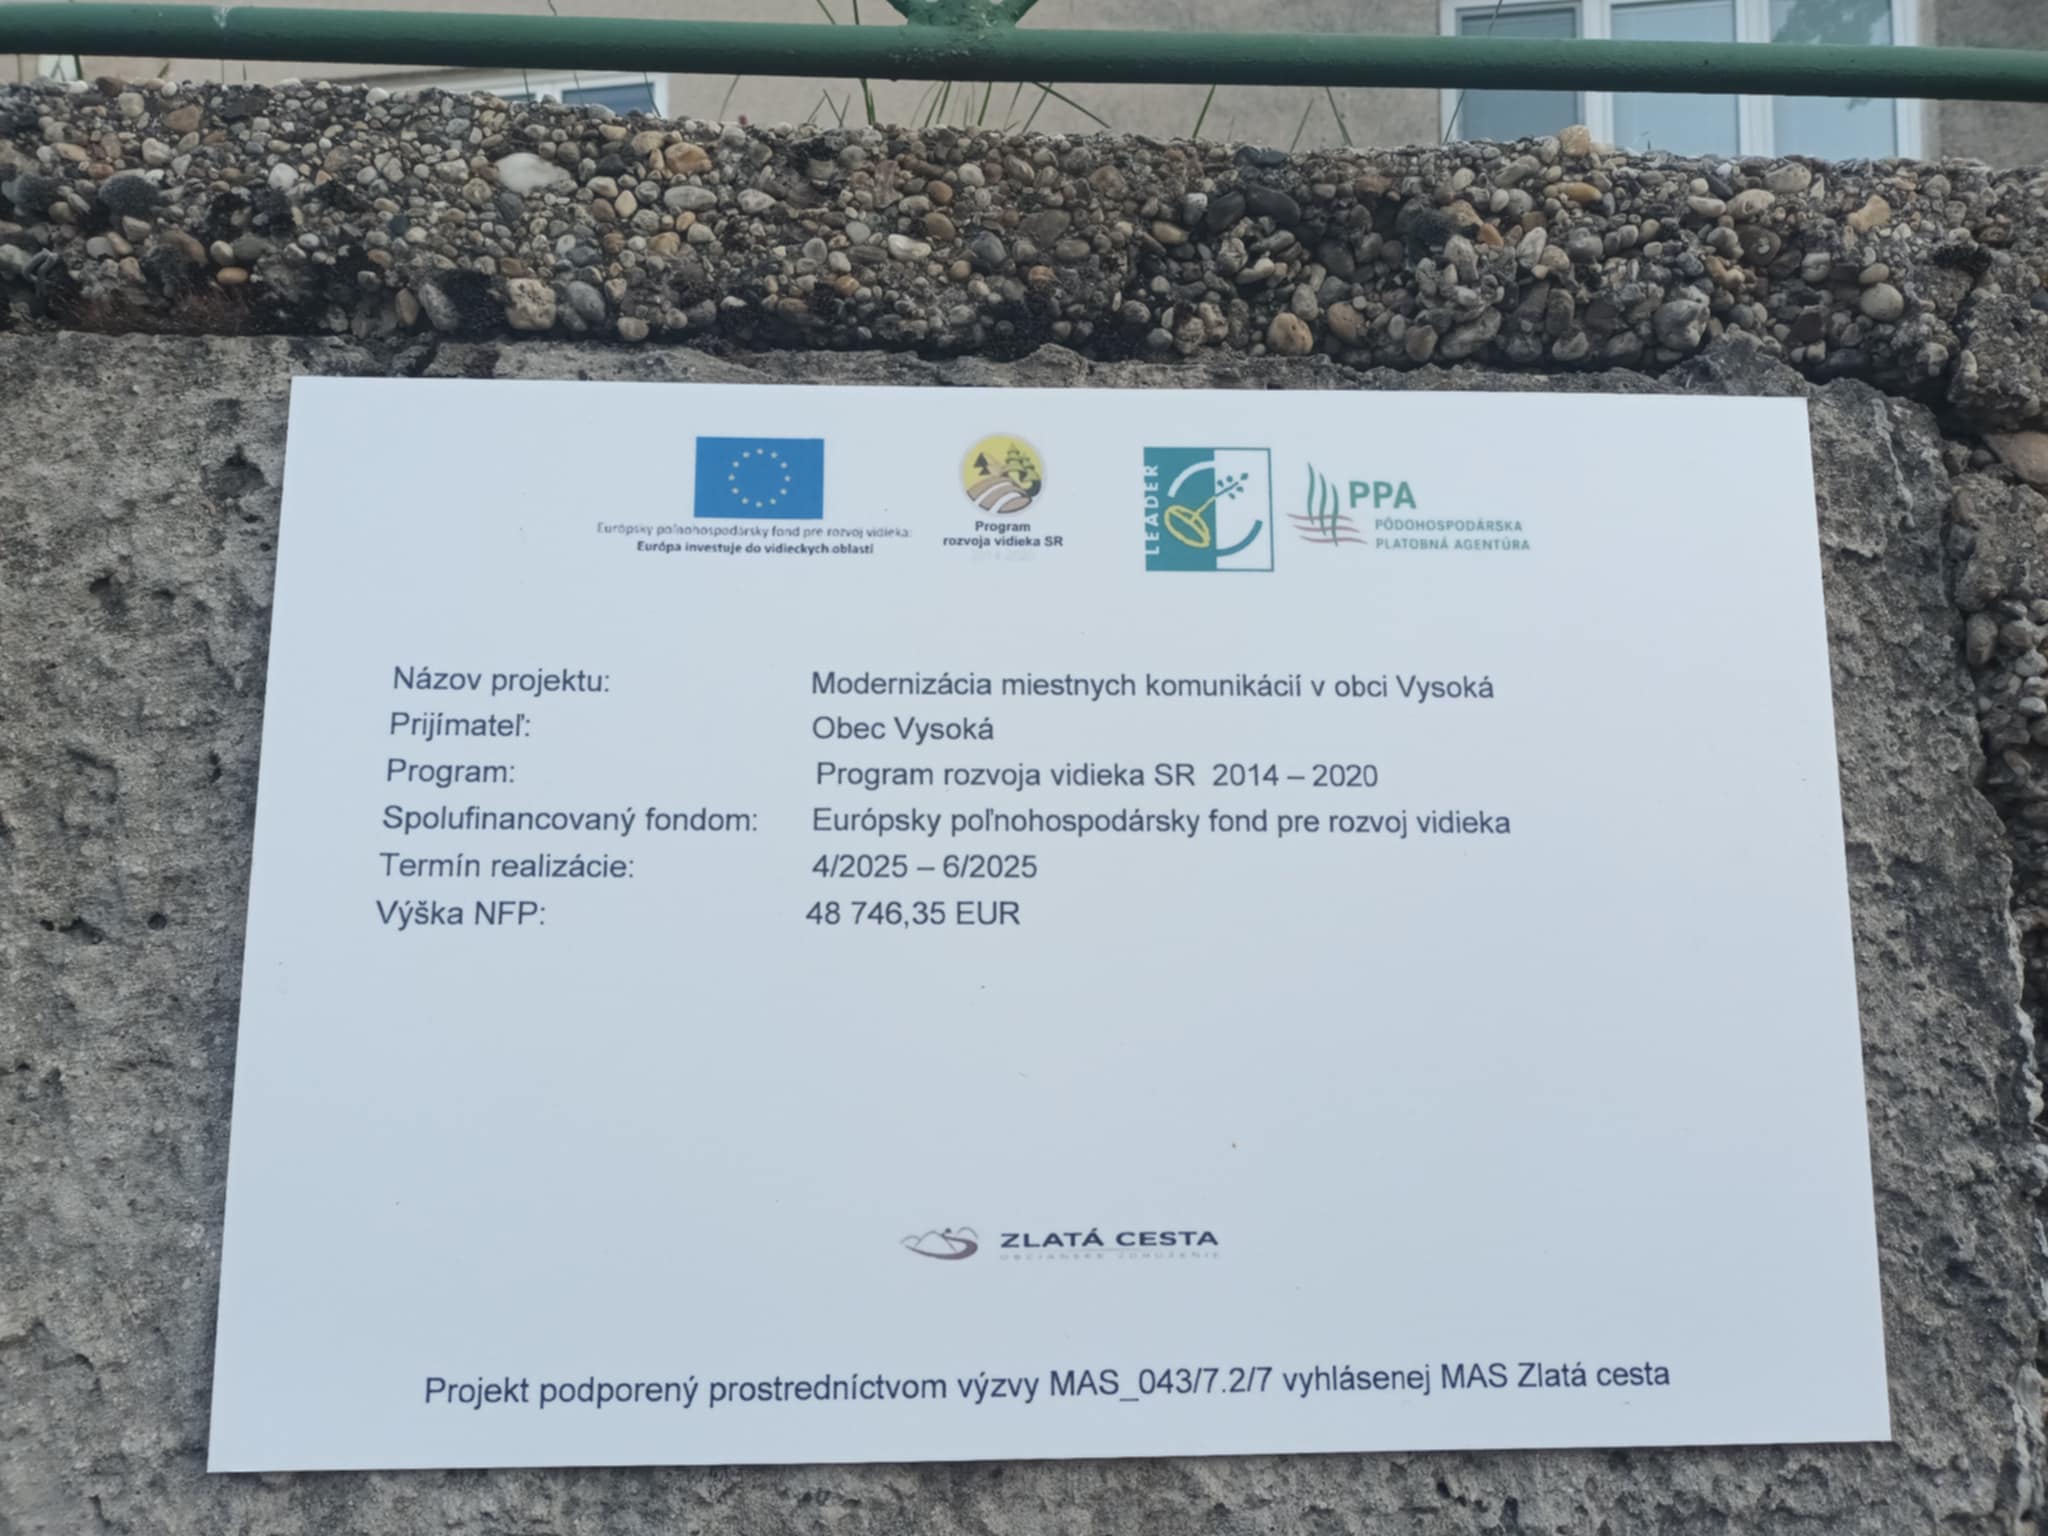 Európsky poľnohospodársky fond pre rozvoj vidieka:
Európa investuje do vidieckych oblastí
Program
rozvoja vidieka SR
LEADER
PPA
PÔDOHOSPODÁRSKA
PLATOBNÁ AGENTÚRA
Názov projektu: Modernizácia miestnych komunikácií v obci Vysoká
Prijímateľ: Obec Vysoká
Program: Program rozvoja vidieka SR 2014 – 2020
Spolufinancovaný fondom: Európsky poľnohospodársky fond pre rozvoj vidieka
Termín realizácie: 4/2025 – 6/2025
Výška NFP: 48 746,35 EUR
ZLATÁ CESTA
OBČIANSKE ZDRUŽENIE
Projekt podporený prostredníctvom výzvy MAS_043/7.2/7 vyhlásenej MAS Zlatá cesta